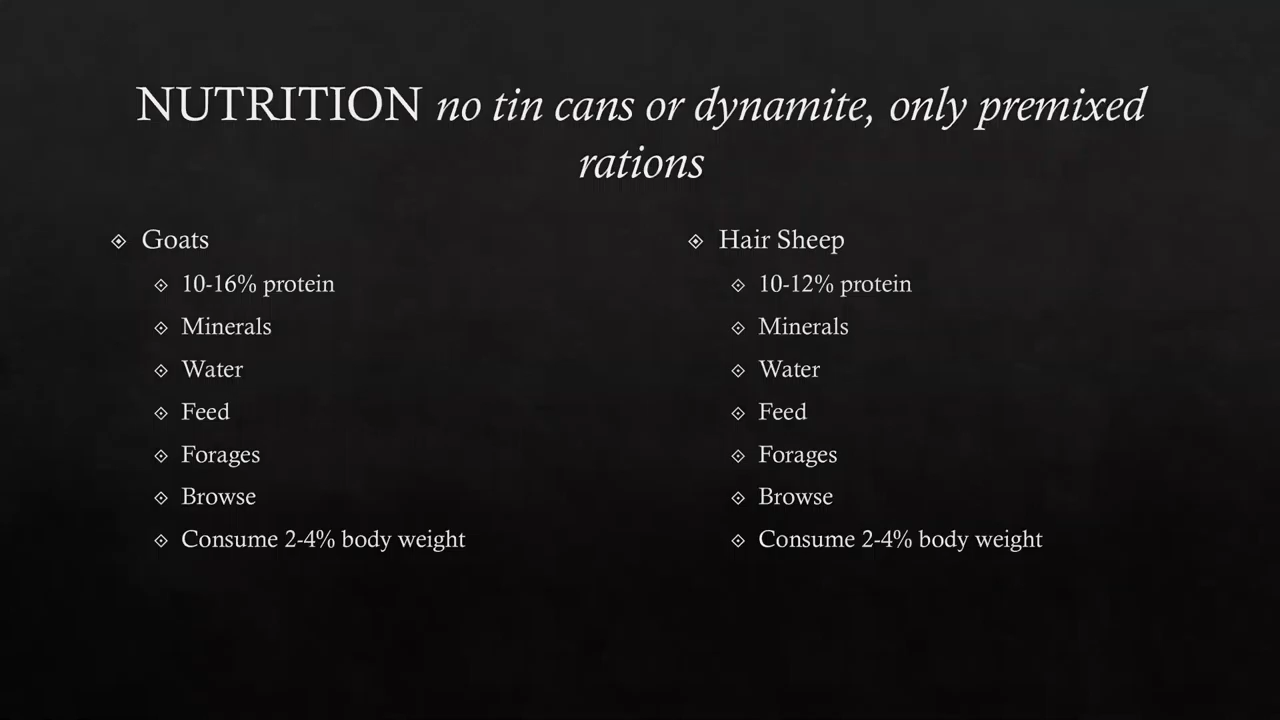 NUTRITION no tin cans or dynamite, only premixed
rations
Goats
10-16% protein
Minerals
Water
Feed
Forages
Browse
Consume 2-4% body weight
Hair Sheep
10-12% protein
Minerals
Water
Feed
Forages
Browse
Consume 2-4% body weight